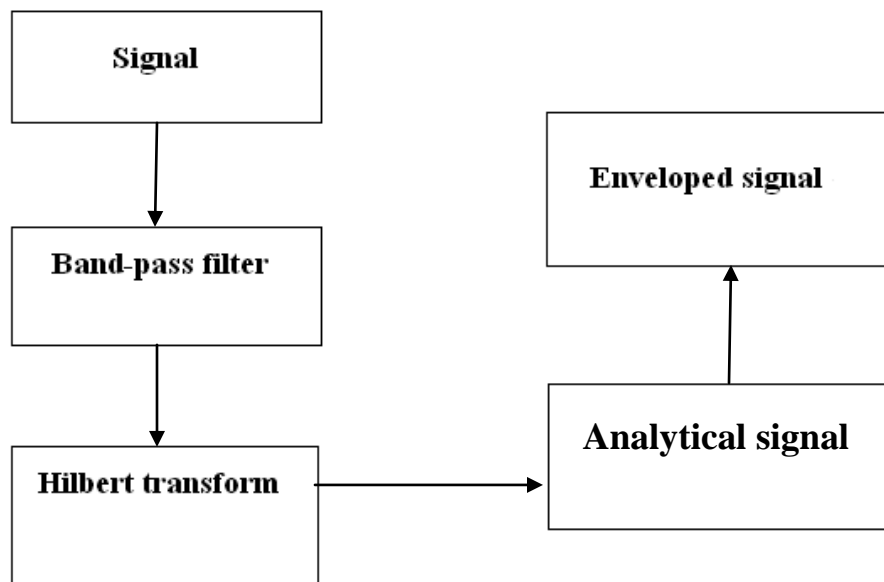 Signal
Band-pass filter
Hilbert transform
Analytical signal
Enveloped signal